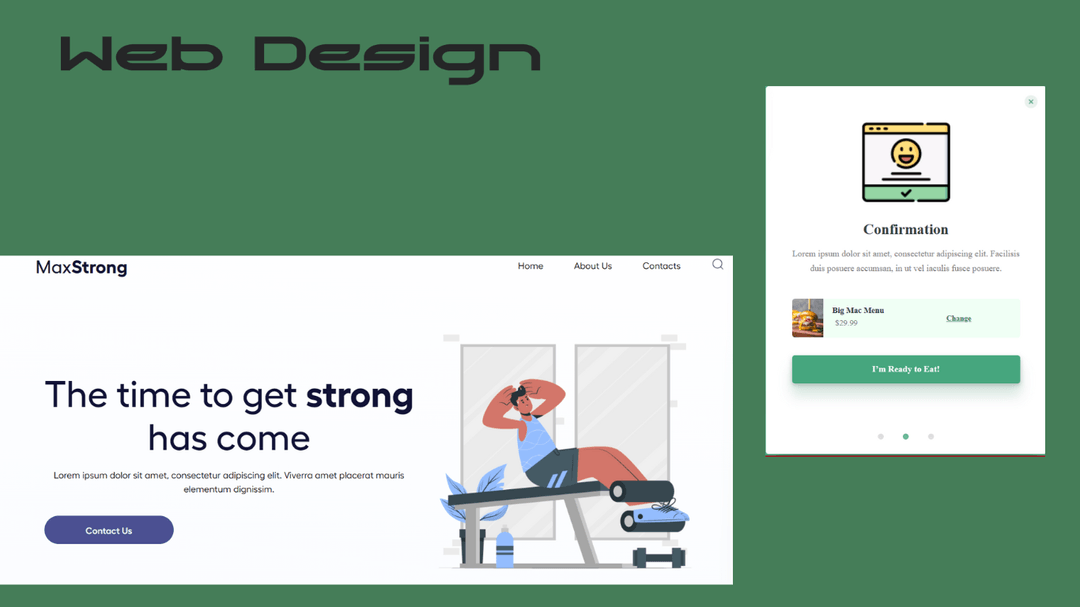 Web Design
MaxStrong
Home
About Us
Contacts
The time to get strong
has come
Lorem ipsum dolor sit amet, consectetur adipiscing elit. Viverra amet placerat mauris
elementum dignissim.
Contact Us
Confirmation
Lorem ipsum dolor sit amet, consectetur adipiscing elit. Facilisis
duis posuere accumsan, in ut vel iaculis fusce posuere.
Big Mac Menu
$29.99
Change
I'm Ready to Eat!